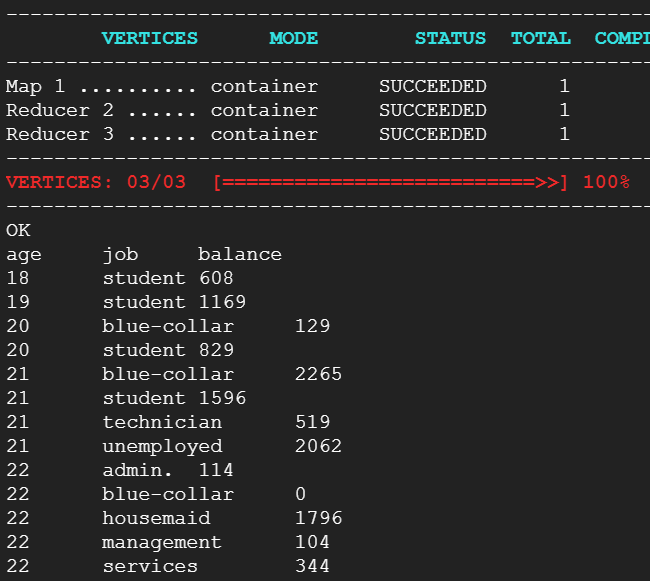 --------------------------------------------------------
VERTICES MODE STATUS TOTAL COMPL
--------------------------------------------------------
Map 1 .......... container SUCCEEDED 1
Reducer 2 ...... container SUCCEEDED 1
Reducer 3 ...... container SUCCEEDED 1
--------------------------------------------------------
VERTICES: 03/03 [==========================>>] 100%
--------------------------------------------------------
OK
age job balance
18 student 608
19 student 1169
20 blue-collar 129
20 student 829
21 blue-collar 2265
21 student 1596
21 technician 519
21 unemployed 2062
22 admin. 114
22 blue-collar 0
22 housemaid 1796
22 management 104
22 services 344